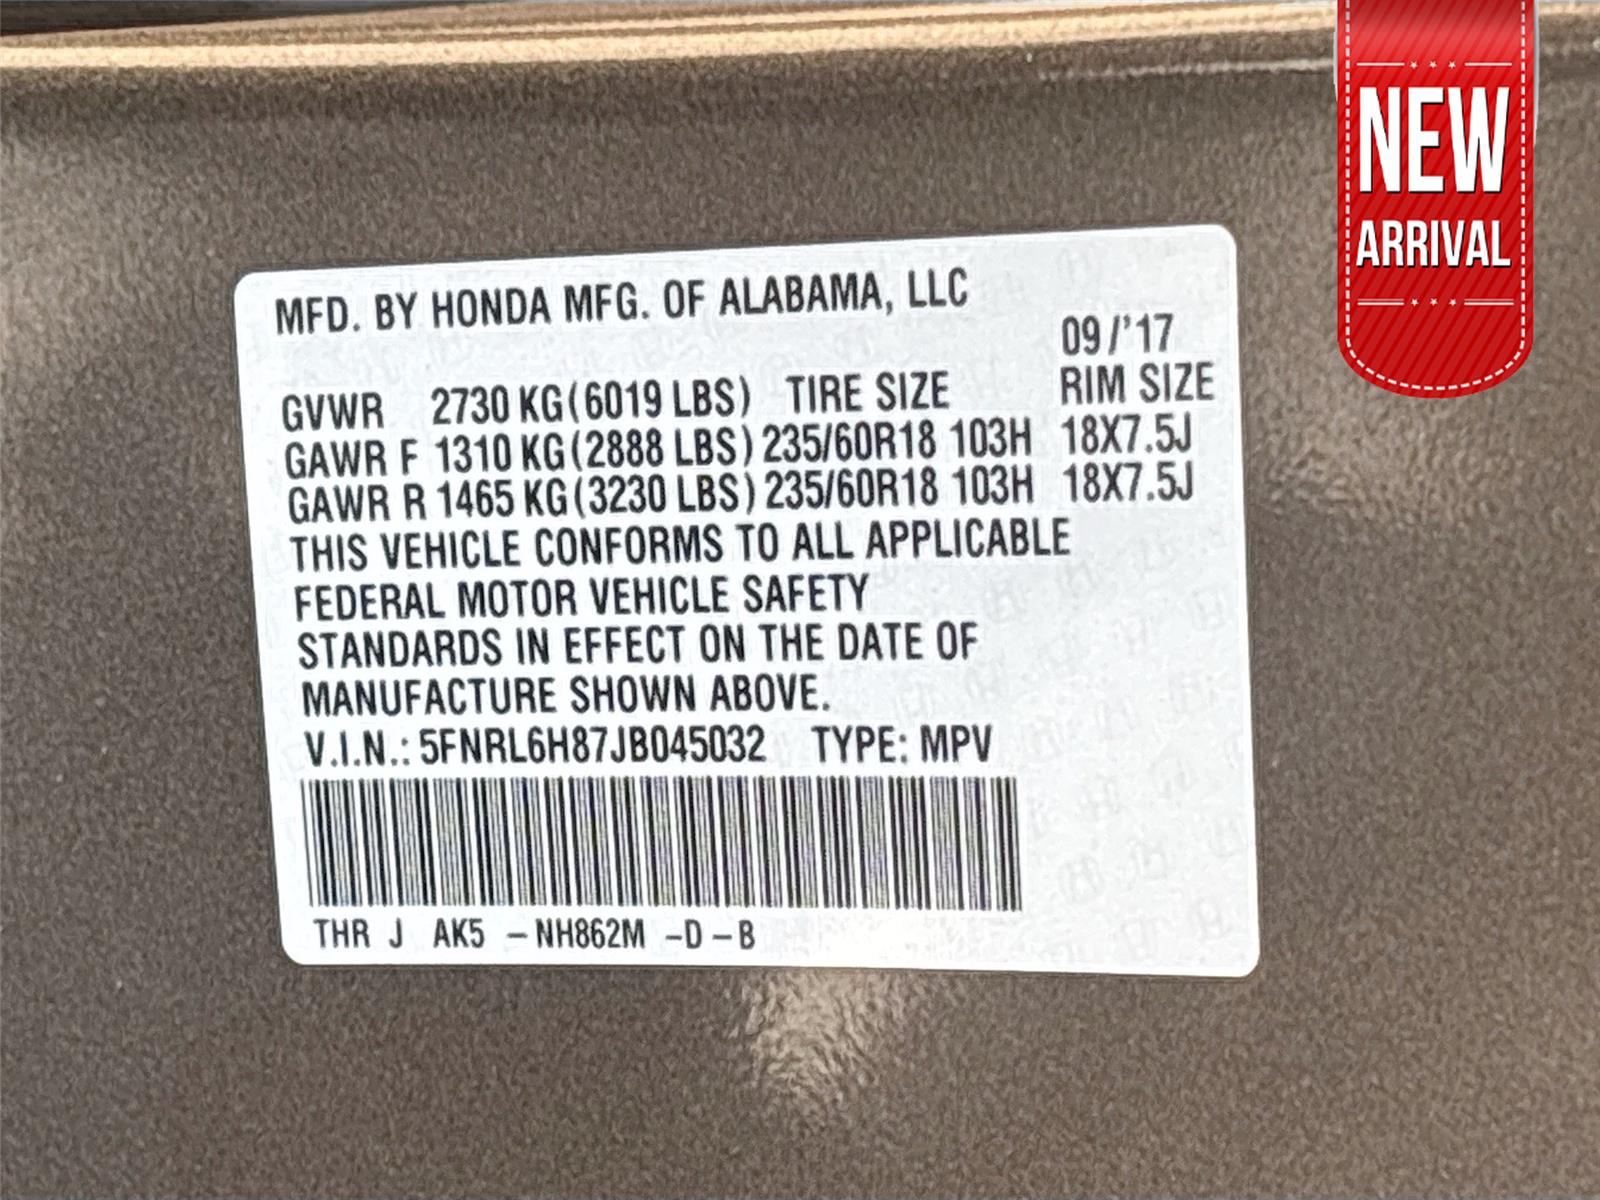 NEW
ARRIVAL
MFD. BY HONDA MFG. OF ALABAMA, LLC
09/'17
GVWR 2730 KG(6019 LBS) TIRE SIZE RIM SIZE
GAWR F 1310 KG(2888 LBS) 235/60R18 103H 18X7.5J
GAWR R 1465 KG(3230 LBS) 235/60R18 103H 18X7.5J
THIS VEHICLE CONFORMS TO ALL APPLICABLE
FEDERAL MOTOR VEHICLE SAFETY
STANDARDS IN EFFECT ON THE DATE OF
MANUFACTURE SHOWN ABOVE.
V.I.N.: 5FNRL6H87JB045032 TYPE: MPV
THR J AK5 -NH862M -D-B